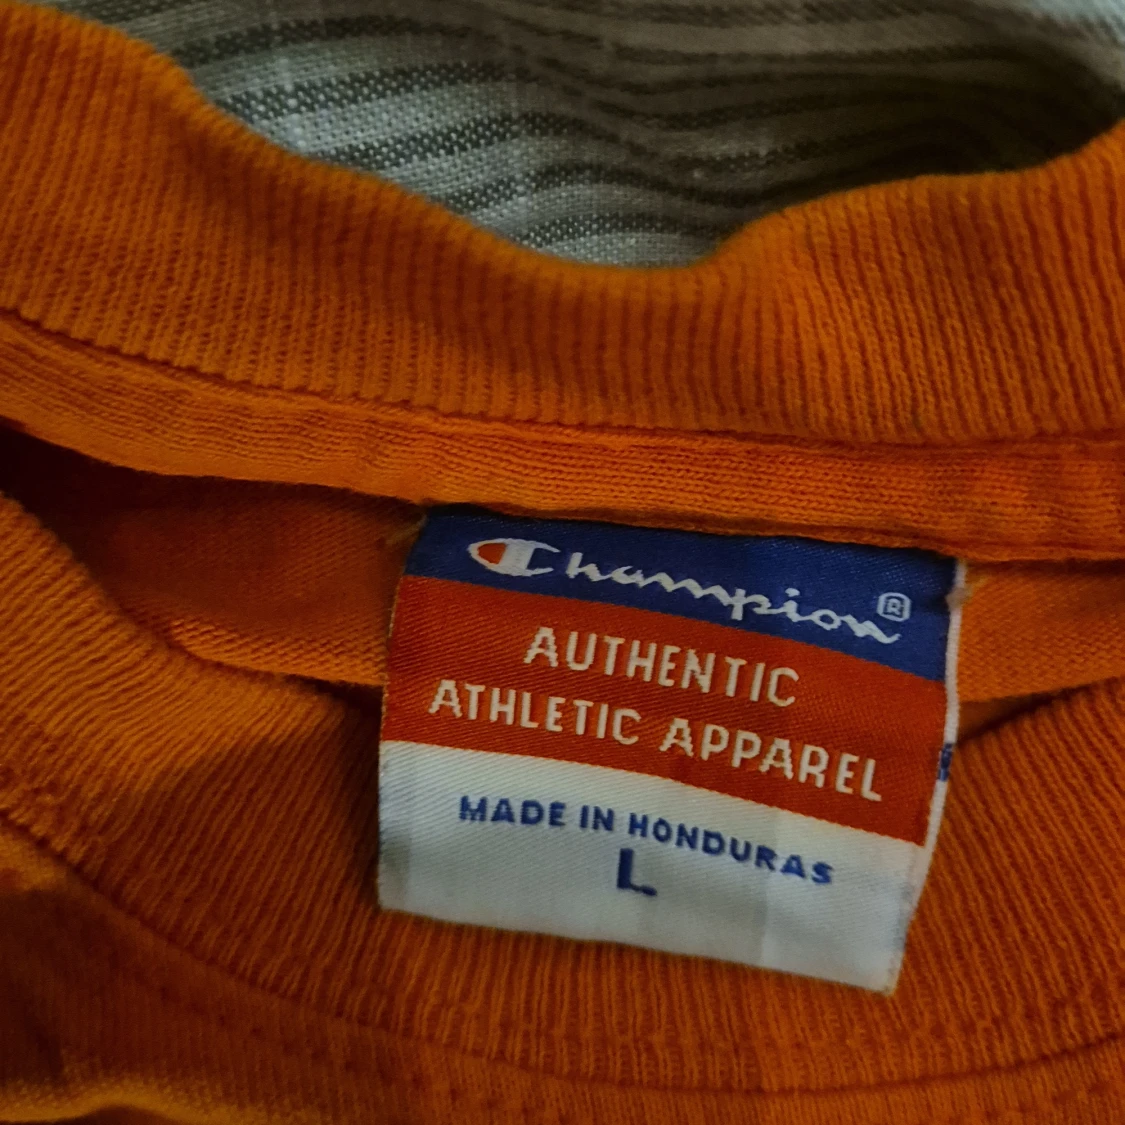 Champion®
AUTHENTIC
ATHLETIC APPAREL
MADE IN HONDURAS
L